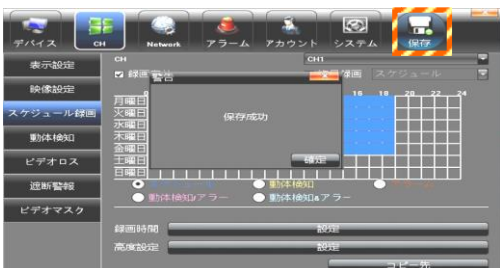 デバイス CH Network アラーム アカウント システム 保存
表示設定
映像設定
スケジュール録画
動体検知
ビデオロス
遮断警報
ビデオマスク
CH CH1
録画 警告 録画 スケジュール
16 18 20 22 24
月曜日
火曜日
水曜日
木曜日
金曜日
土曜日
日曜日
保存成功
確定
動体検知
動体検知/アラー 動体検知&アラー
録画時間 設定
高度設定 設定
コピー先